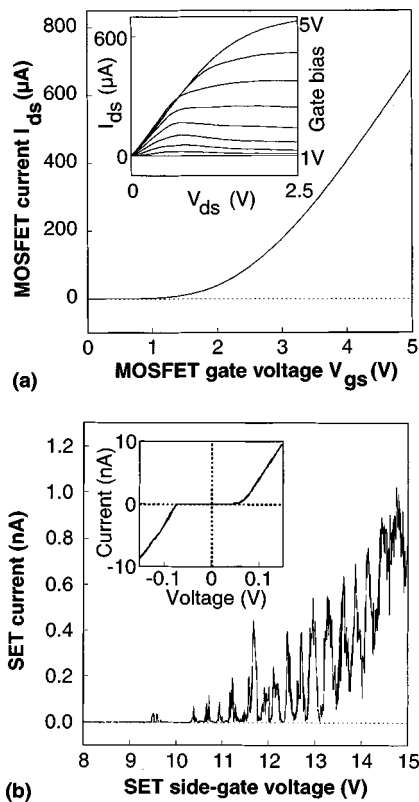 MOSFET current I_ds (µA)
800
600
400
200
0
I_ds (µA)
600
0
0
V_ds (V)
2.5
5V
Gate bias
1V
0
1
2
3
4
5
MOSFET gate voltage V_gs (V)
(a)
SET current (nA)
1.2
1.0
0.8
0.6
0.4
0.2
0.0
Current (nA)
10
0
-10
-0.1
0
0.1
Voltage (V)
8
9
10
11
12
13
14
15
SET side-gate voltage (V)
(b)